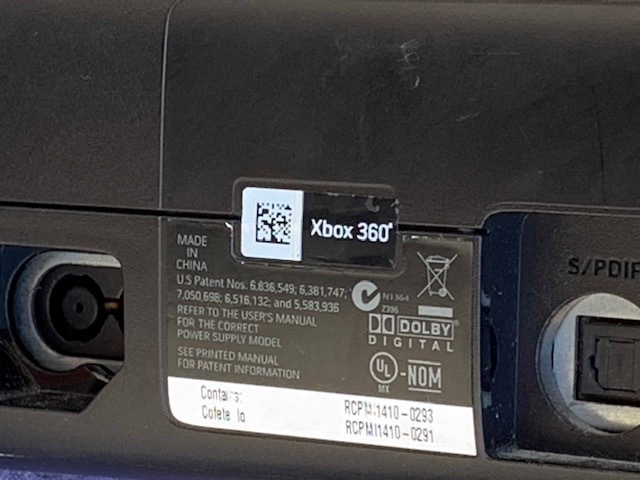 Xbox 360
S/PDIF
MADE
IN
CHINA
U.S Patent Nos. 6,836,549; 6,381,747;
7,050,698; 6,516,132; and 5,583,936
REFER TO THE USER'S MANUAL
FOR THE CORRECT
POWER SUPPLY MODEL
SEE PRINTED MANUAL
FOR PATENT INFORMATION
N1364
Z396
DOLBY
DIGITAL
UL
MX
NOM
RCPMI1410-0293
RCPMI1410-0291